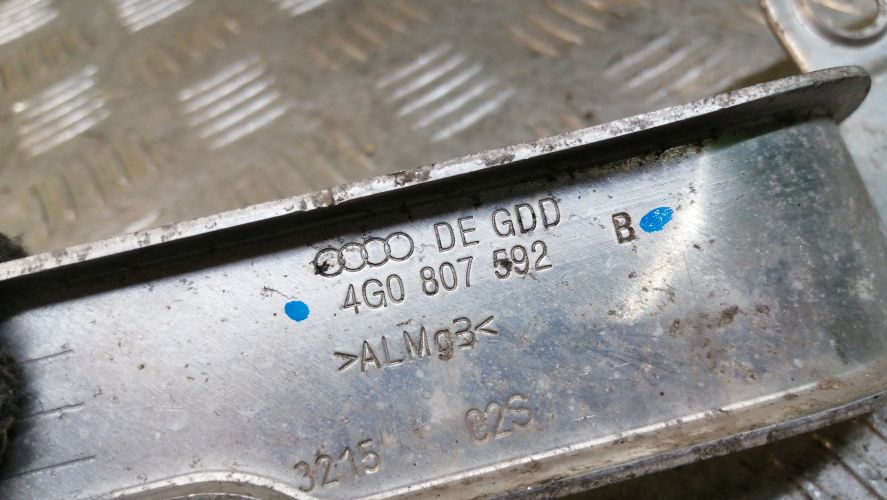 DE GDD
4G0 807 592 B
>ALMg3<
3215 02S